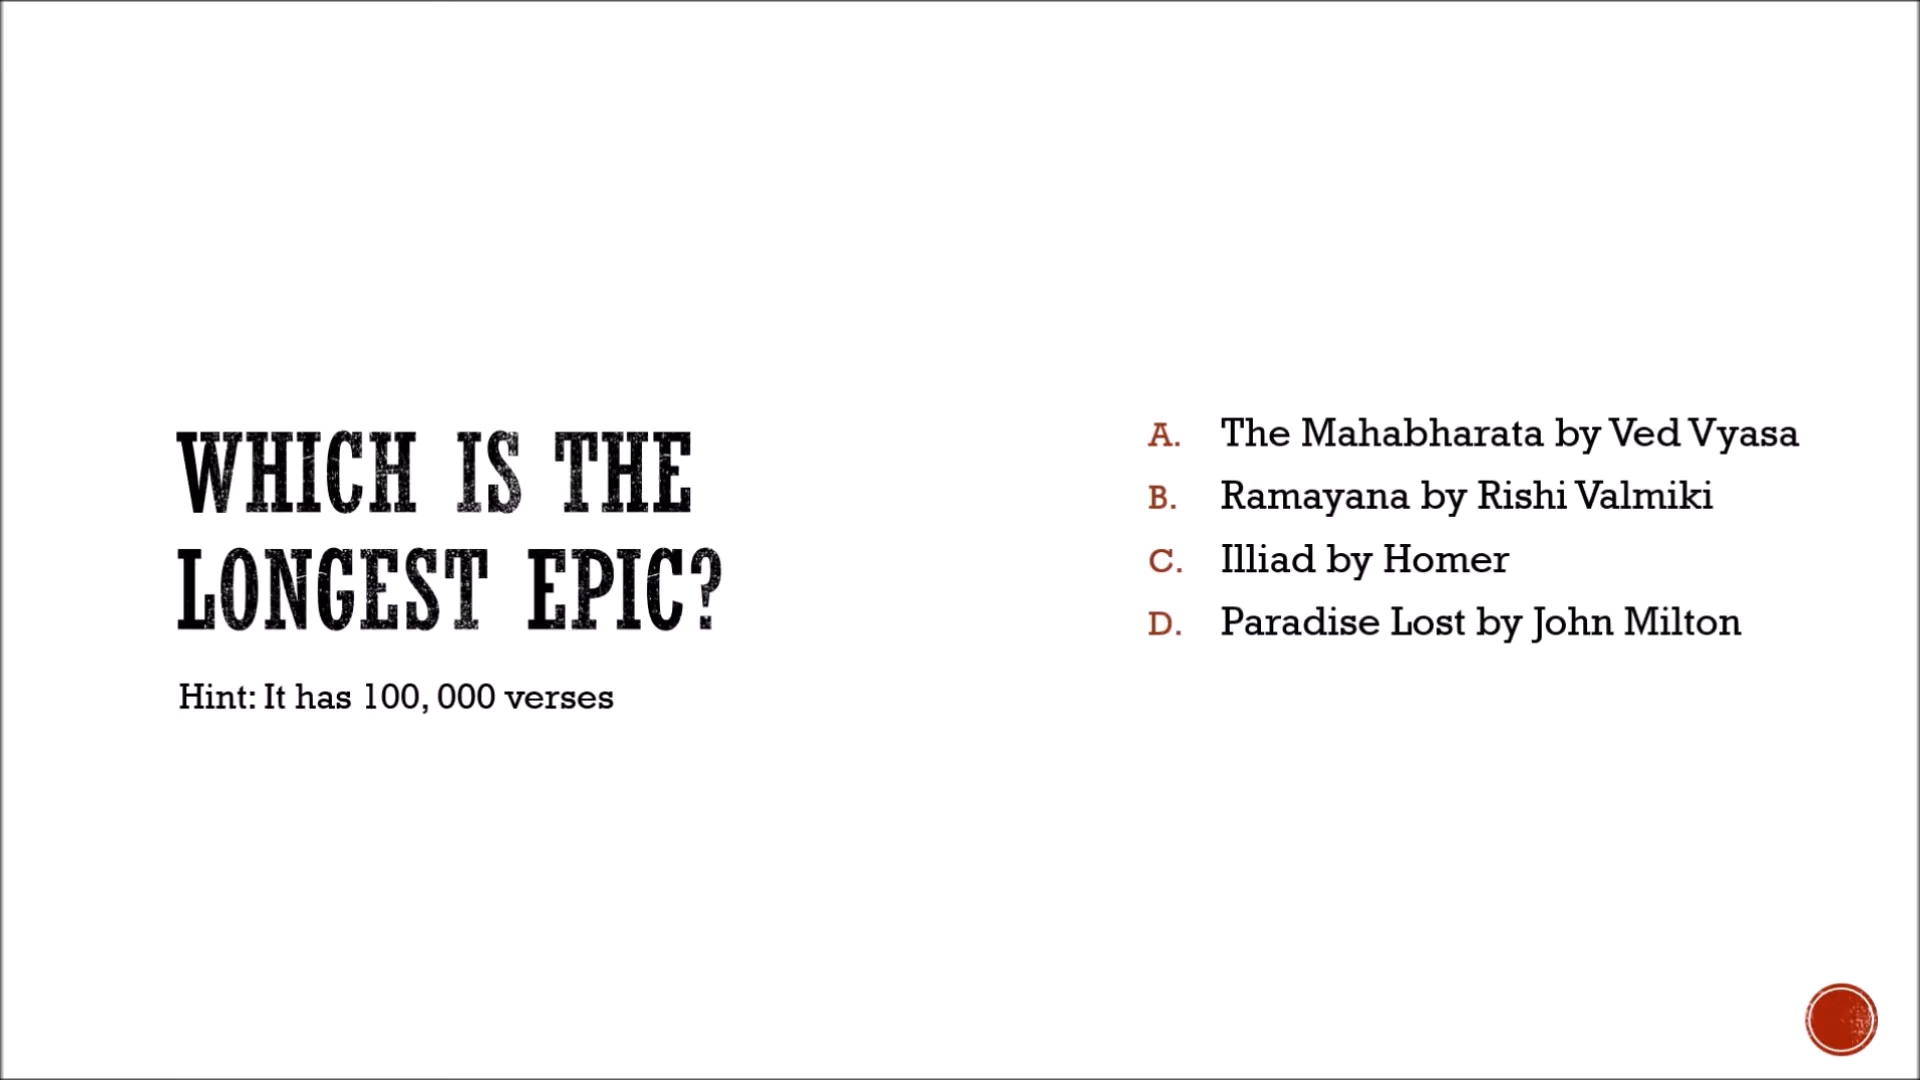 WHICH IS THE
LONGEST EPIC?
Hint: It has 100, 000 verses
A. The Mahabharata by Ved Vyasa
B. Ramayana by Rishi Valmiki
C. Illiad by Homer
D. Paradise Lost by John Milton